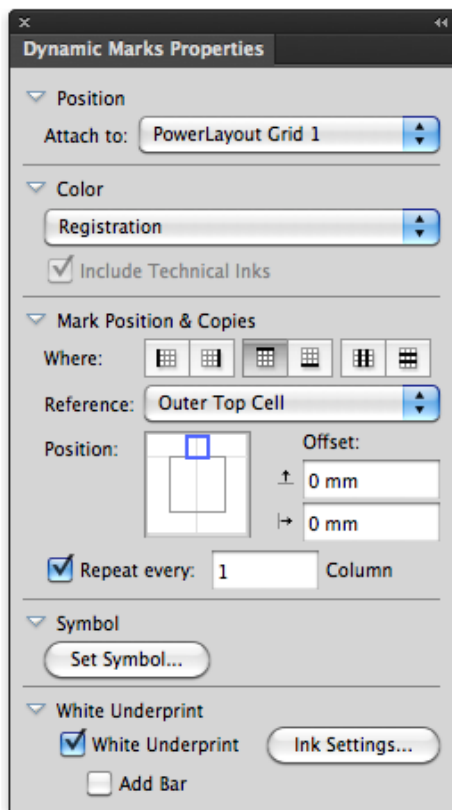 Dynamic Marks Properties
Position
Attach to: PowerLayout Grid 1
Color
Registration
Include Technical Inks
Mark Position & Copies
Where:
Reference: Outer Top Cell
Position: Offset:
0 mm
0 mm
Repeat every: 1 Column
Symbol
Set Symbol...
White Underprint
White Underprint Ink Settings...
Add Bar